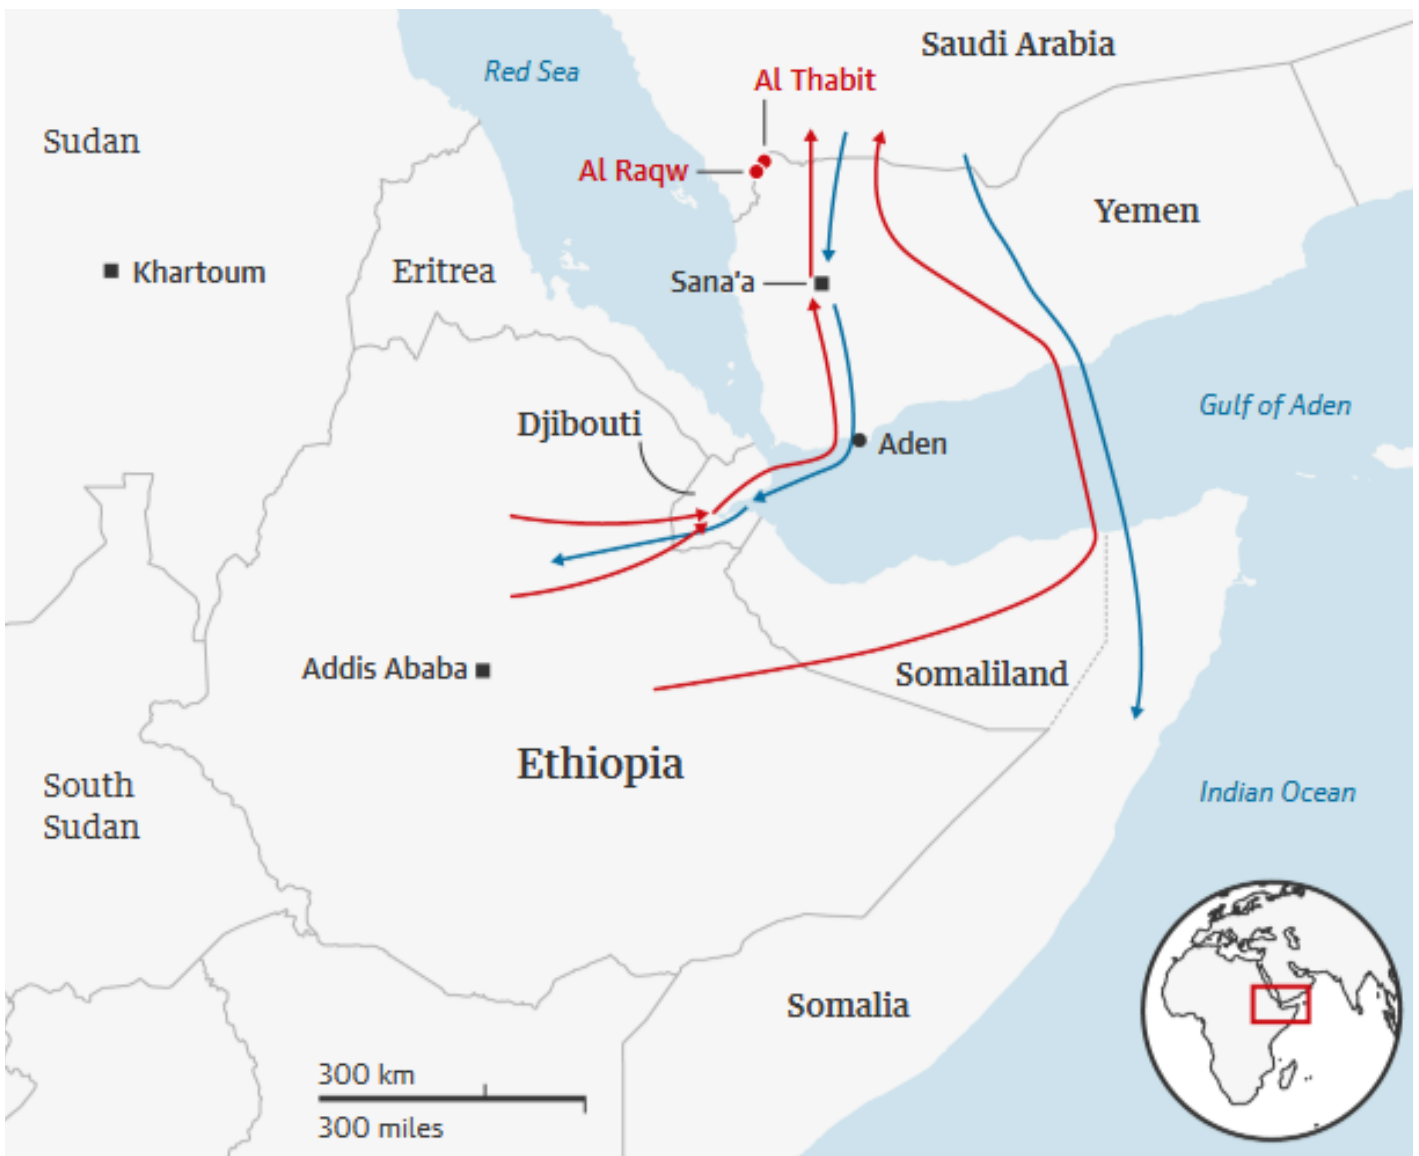 Saudi Arabia
Red Sea
Al Thabit
Sudan
Al Raqw
Yemen
Khartoum
Eritrea
Sana'a
Djibouti
Gulf of Aden
Aden
Addis Ababa
Somaliland
Ethiopia
South
Sudan
Indian Ocean
Somalia
300 km
300 miles